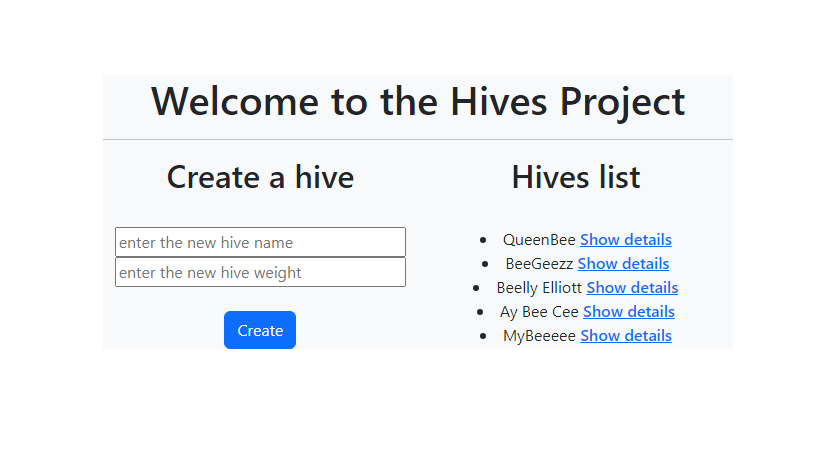 Welcome to the Hives Project
Create a hive
enter the new hive name
enter the new hive weight
Create
Hives list
QueenBee Show details
BeeGeezz Show details
Beelly Elliott Show details
Ay Bee Cee Show details
MyBeeeee Show details